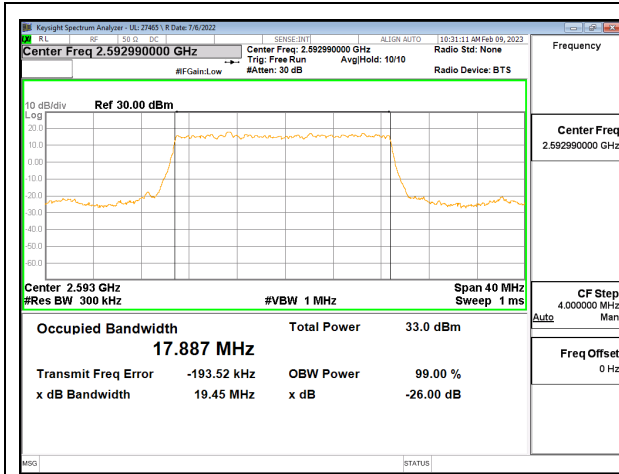 Keysight Spectrum Analyzer - UL: 27465 \ R Date: 7/6/2022
RL RF 50 Ω DC SENSE:INT ALIGN AUTO 10:31:11 AM Feb 09, 2023
Center Freq 2.592990000 GHz
Center Freq: 2.592990000 GHz
Radio Std: None
Trig: Free Run Avg|Hold: 10/10
#IFGain:Low
#Atten: 30 dB
Radio Device: BTS
Frequency
10 dB/div Ref 30.00 dBm
Log
20.0
10.0
0.00
-10.0
-20.0
-30.0
-40.0
-50.0
-60.0
Center Freq
2.592990000 GHz
Center 2.593 GHz Span 40 MHz
#Res BW 300 kHz #VBW 1 MHz Sweep 1 ms
CF Step
4.000000 MHz
Auto Man
Freq Offset
0 Hz
Occupied Bandwidth Total Power 33.0 dBm
17.887 MHz
Transmit Freq Error -193.52 kHz OBW Power 99.00 %
x dB Bandwidth 19.45 MHz x dB -26.00 dB
MSG STATUS